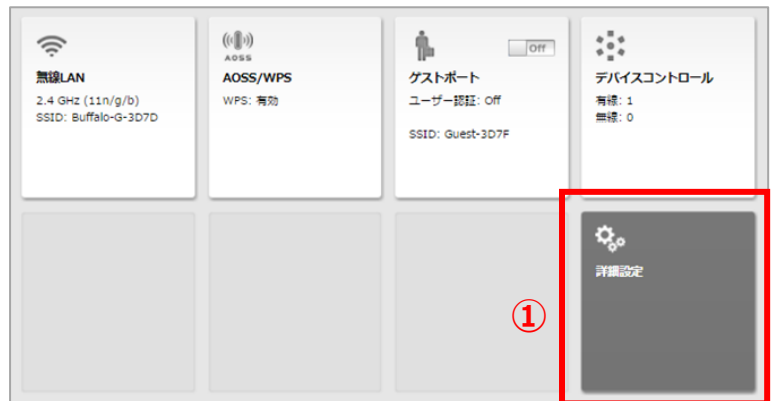 無線LAN
2.4 GHz (11n/g/b)
SSID: Buffalo-G-3D7D
AOSS
AOSS/WPS
WPS: 有効
Off
ゲストポート
ユーザー認証: Off
SSID: Guest-3D7F
デバイスコントロール
有線: 1
無線: 0
①
詳細設定